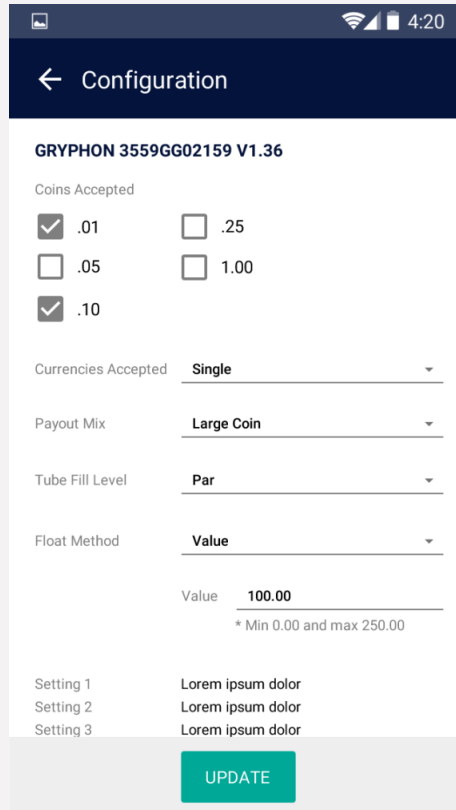 4:20
Configuration
GRYPHON 3559GG02159 V1.36
Coins Accepted
.01 .25
.05 1.00
.10
Currencies Accepted Single
Payout Mix Large Coin
Tube Fill Level Par
Float Method Value
Value 100.00
* Min 0.00 and max 250.00
Setting 1 Lorem ipsum dolor
Setting 2 Lorem ipsum dolor
Setting 3 Lorem ipsum dolor
UPDATE